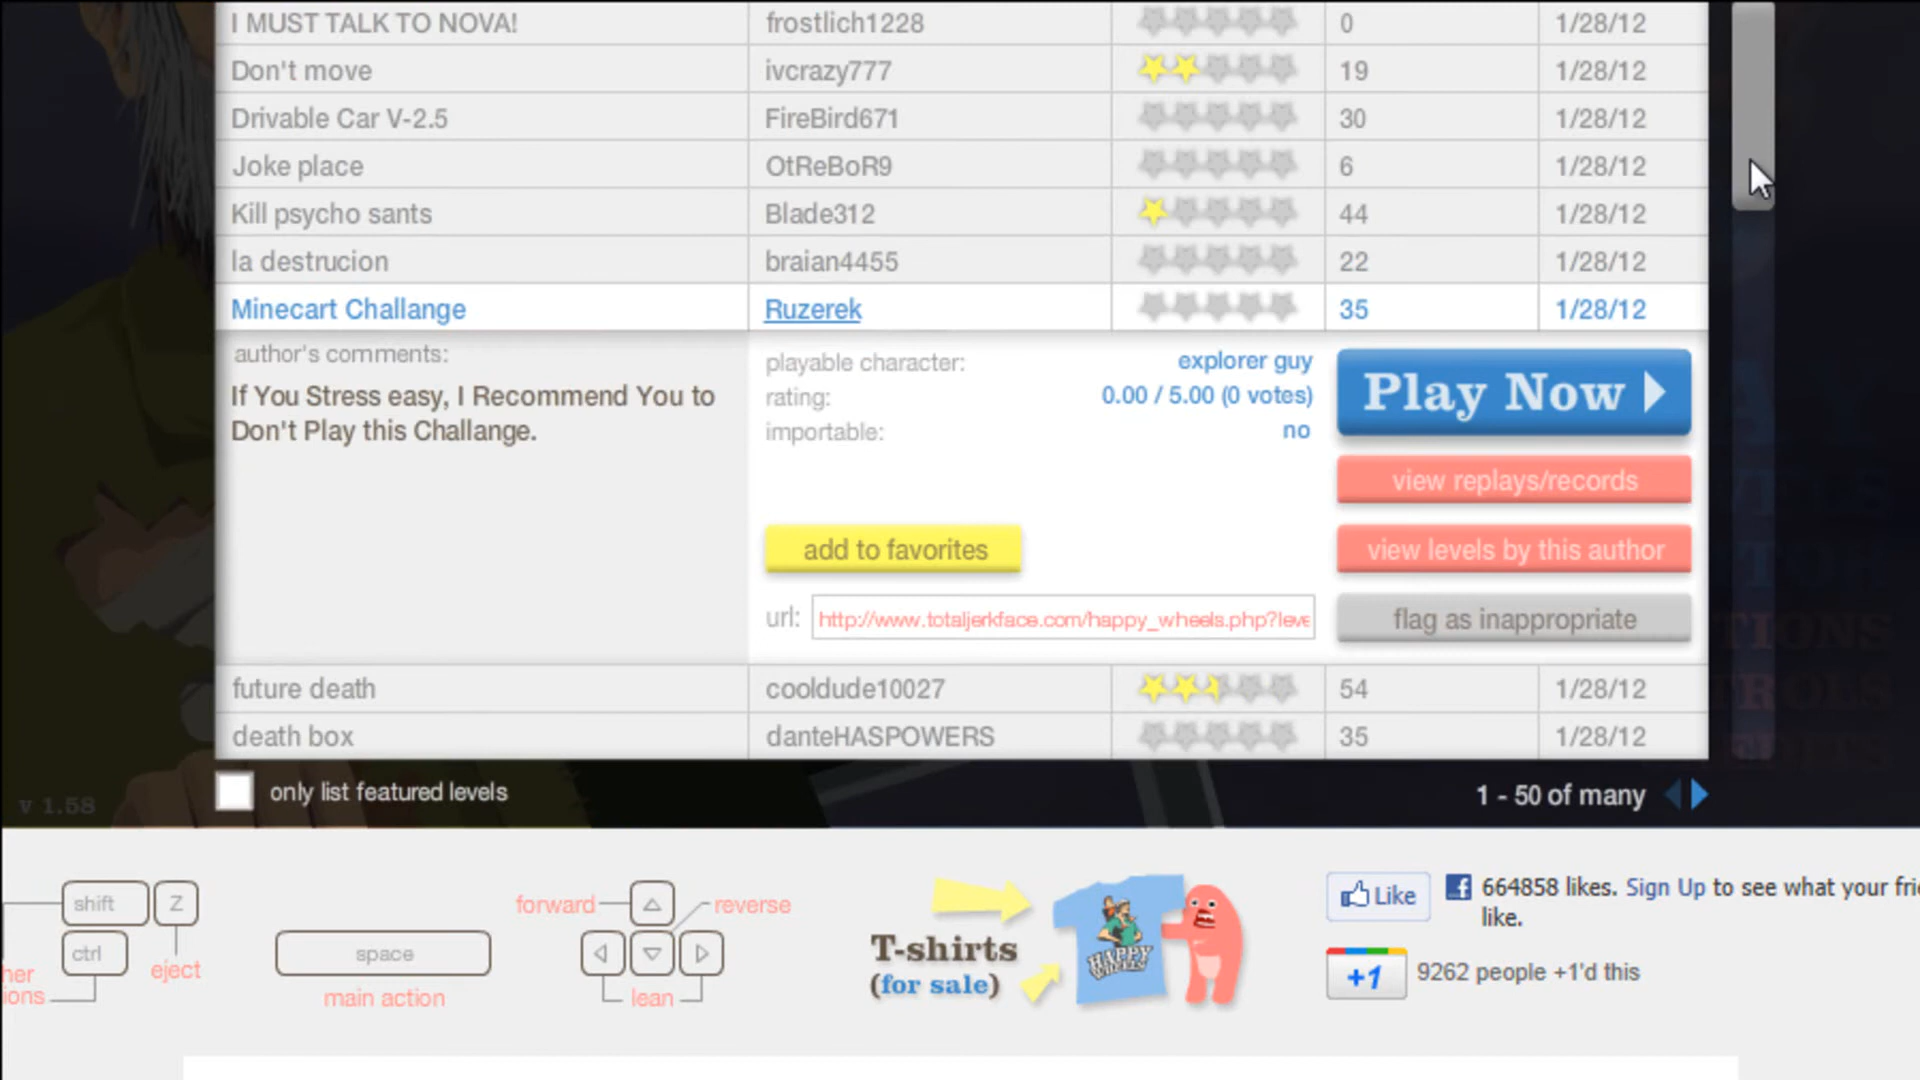 I MUST TALK TO NOVA! frostlich1228 0 1/28/12
Don't move ivcrazy777 19 1/28/12
Drivable Car V-2.5 FireBird671 30 1/28/12
Joke place OtReBoR9 6 1/28/12
Kill psycho sants Blade312 44 1/28/12
la destrucion braian4455 22 1/28/12
Minecart Challange Ruzerek 35 1/28/12
author's comments:
If You Stress easy, I Recommend You to
Don't Play this Challange.
playable character: explorer guy
rating: 0.00 / 5.00 (0 votes)
importable: no
add to favorites
url: http://www.totaljerkface.com/happy_wheels.php?leve
Play Now
view replays/records
view levels by this author
flag as inappropriate
future death cooldude10027 54 1/28/12
death box danteHASPOWERS 35 1/28/12
only list featured levels
1 - 50 of many
v 1.58
shift Z
ctrl
eject
space
main action
forward
reverse
lean
T-shirts
(for sale)
HAPPY
WHEELS
Like
664858 likes. Sign Up to see what your frie
like.
+1
9262 people +1'd this